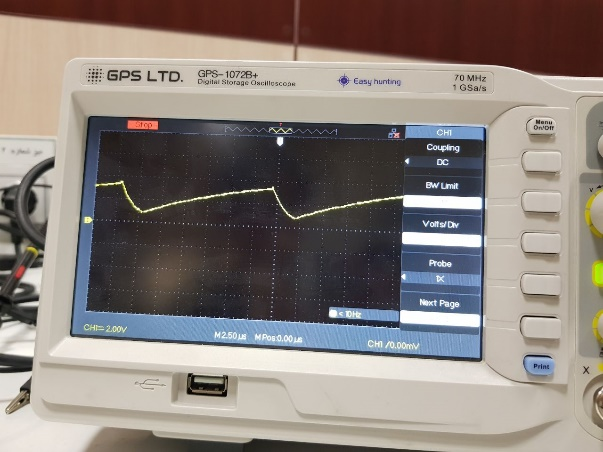 GPS LTD.
GPS-1072B+
Digital Storage Oscilloscope
Easy hunting
70 MHz
1 GSa/s
Stop
CH1
Coupling
DC
BW Limit
Volts/Div
Probe
1X
Next Page
< 10Hz
CH1= 2.00V
M 2.50μs
M Pos:0.00μs
CH1 /0.00mV
Menu
On/Off
Print
X